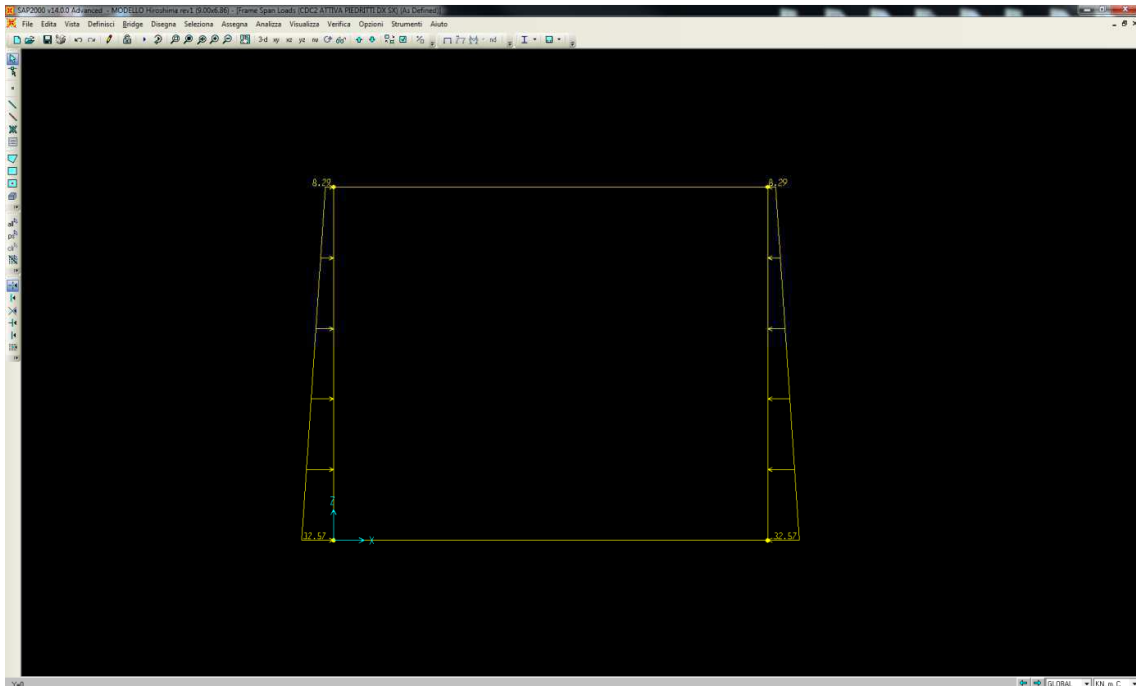 SAP2000 v14.0.0 Advanced - MODELLO Hiroshima rev1 (9.00x6.86) - [Frame Span Loads (CDC2 ATTIVA PIEDRITTI DX SX) (As Defined)]
File Edita Vista Definisci Bridge Disegna Seleziona Assegna Analizza Visualizza Verifica Opzioni Strumenti Aiuto
3-d xy xz yz nv nd
8.29 8.29
Z
32.57 X 32.57
GLOBAL KN, m, C